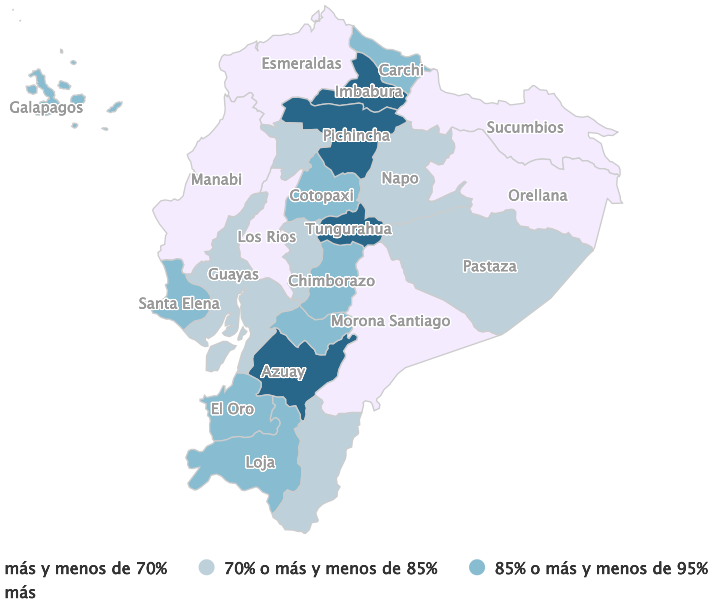 Esmeraldas
Carchi
Imbabura
Galapagos
Pichincha
Sucumbios
Manabi
Napo
Cotopaxi
Orellana
Tungurahua
Los Rios
Guayas
Pastaza
Chimborazo
Santa Elena
Morona Santiago
Azuay
El Oro
Loja
más y menos de 70% 70% o más y menos de 85% 85% o más y menos de 95%
más